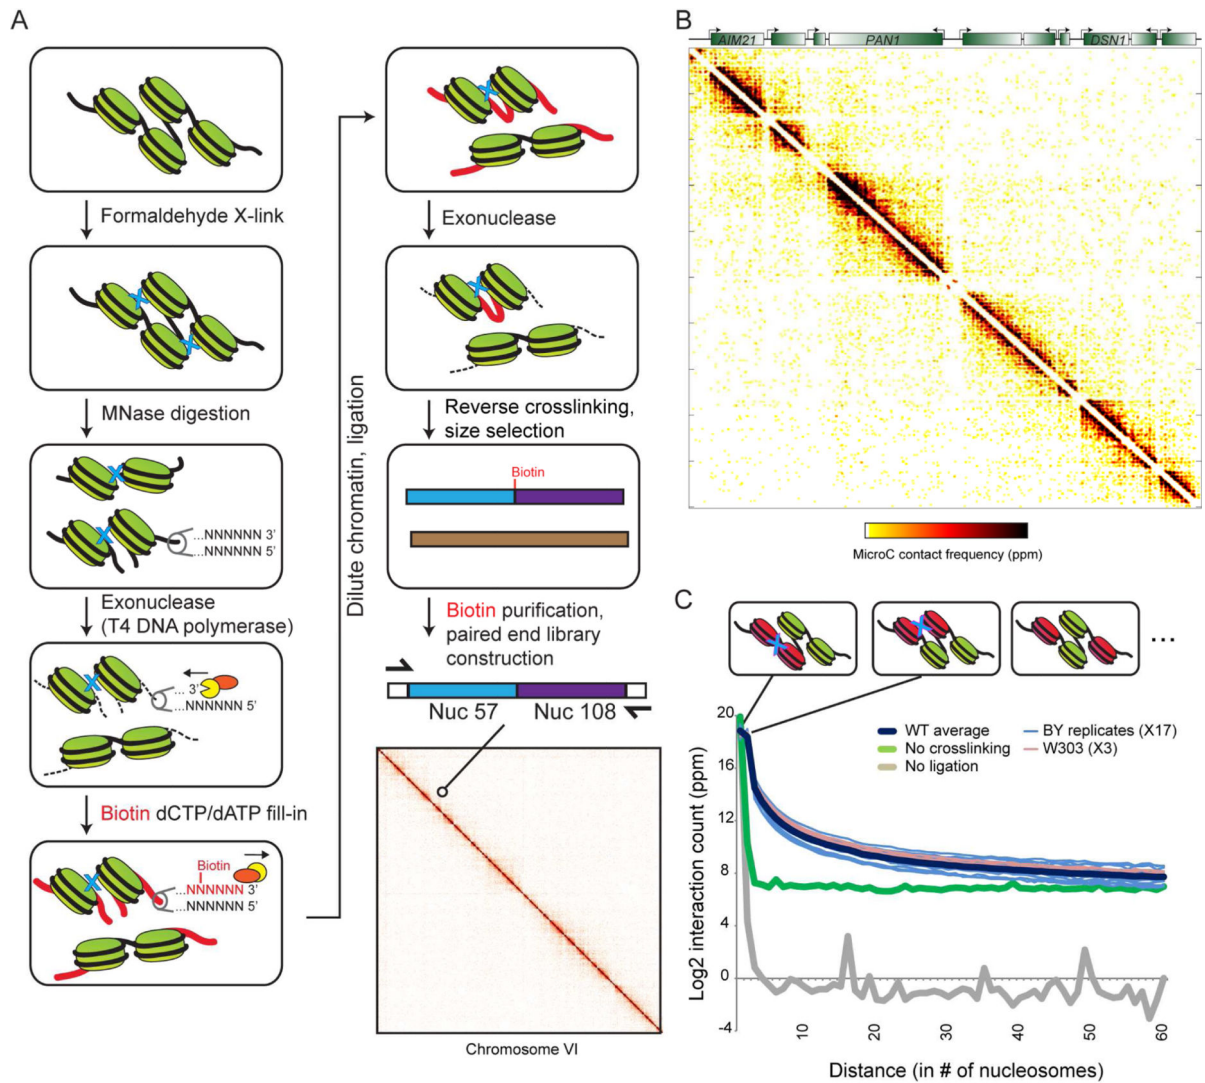 A
Formaldehyde X-link
MNase digestion
...NNNNNN 3'
...NNNNNN 5'
Exonuclease
(T4 DNA polymerase)
... 3'
...NNNNNN 5'
Biotin dCTP/dATP fill-in
Biotin
...NNNNNN 3'
...NNNNNN 5'
Dilute chromatin, ligation
Exonuclease
Reverse crosslinking,
size selection
Biotin
Biotin purification,
paired end library
construction
Nuc 57 Nuc 108
Chromosome VI
B
AIM21 PAN1 DSN1
MicroC contact frequency (ppm)
C
...
WT average
No crosslinking
No ligation
BY replicates (X17)
W303 (X3)
Log2 interaction count (ppm)
20
16
12
8
4
0
-4
10 20 30 40 50 60
Distance (in # of nucleosomes)